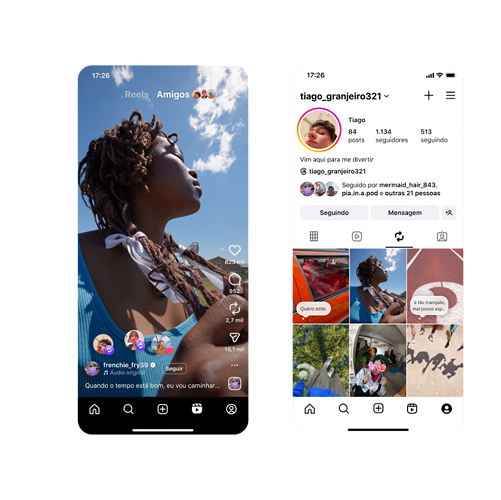 17:26
Reels Amigos
823 mil
952
2,7 mil
15,1 mil
frenchie_fry39 Seguir
Áudio original
Quando o tempo está bom, eu vou caminhar...
17:26
tiago_granjeiro321
Tiago
84 1.134 513
posts seguidores seguindo
Vim aqui para me divertir
tiago_granjeiro321
Seguido por mermaid_hair_843,
pia.in.a.pod e outras 21 pessoas
Seguindo Mensagem
Quero este.
á tão tranquilo,
mal posso esp...